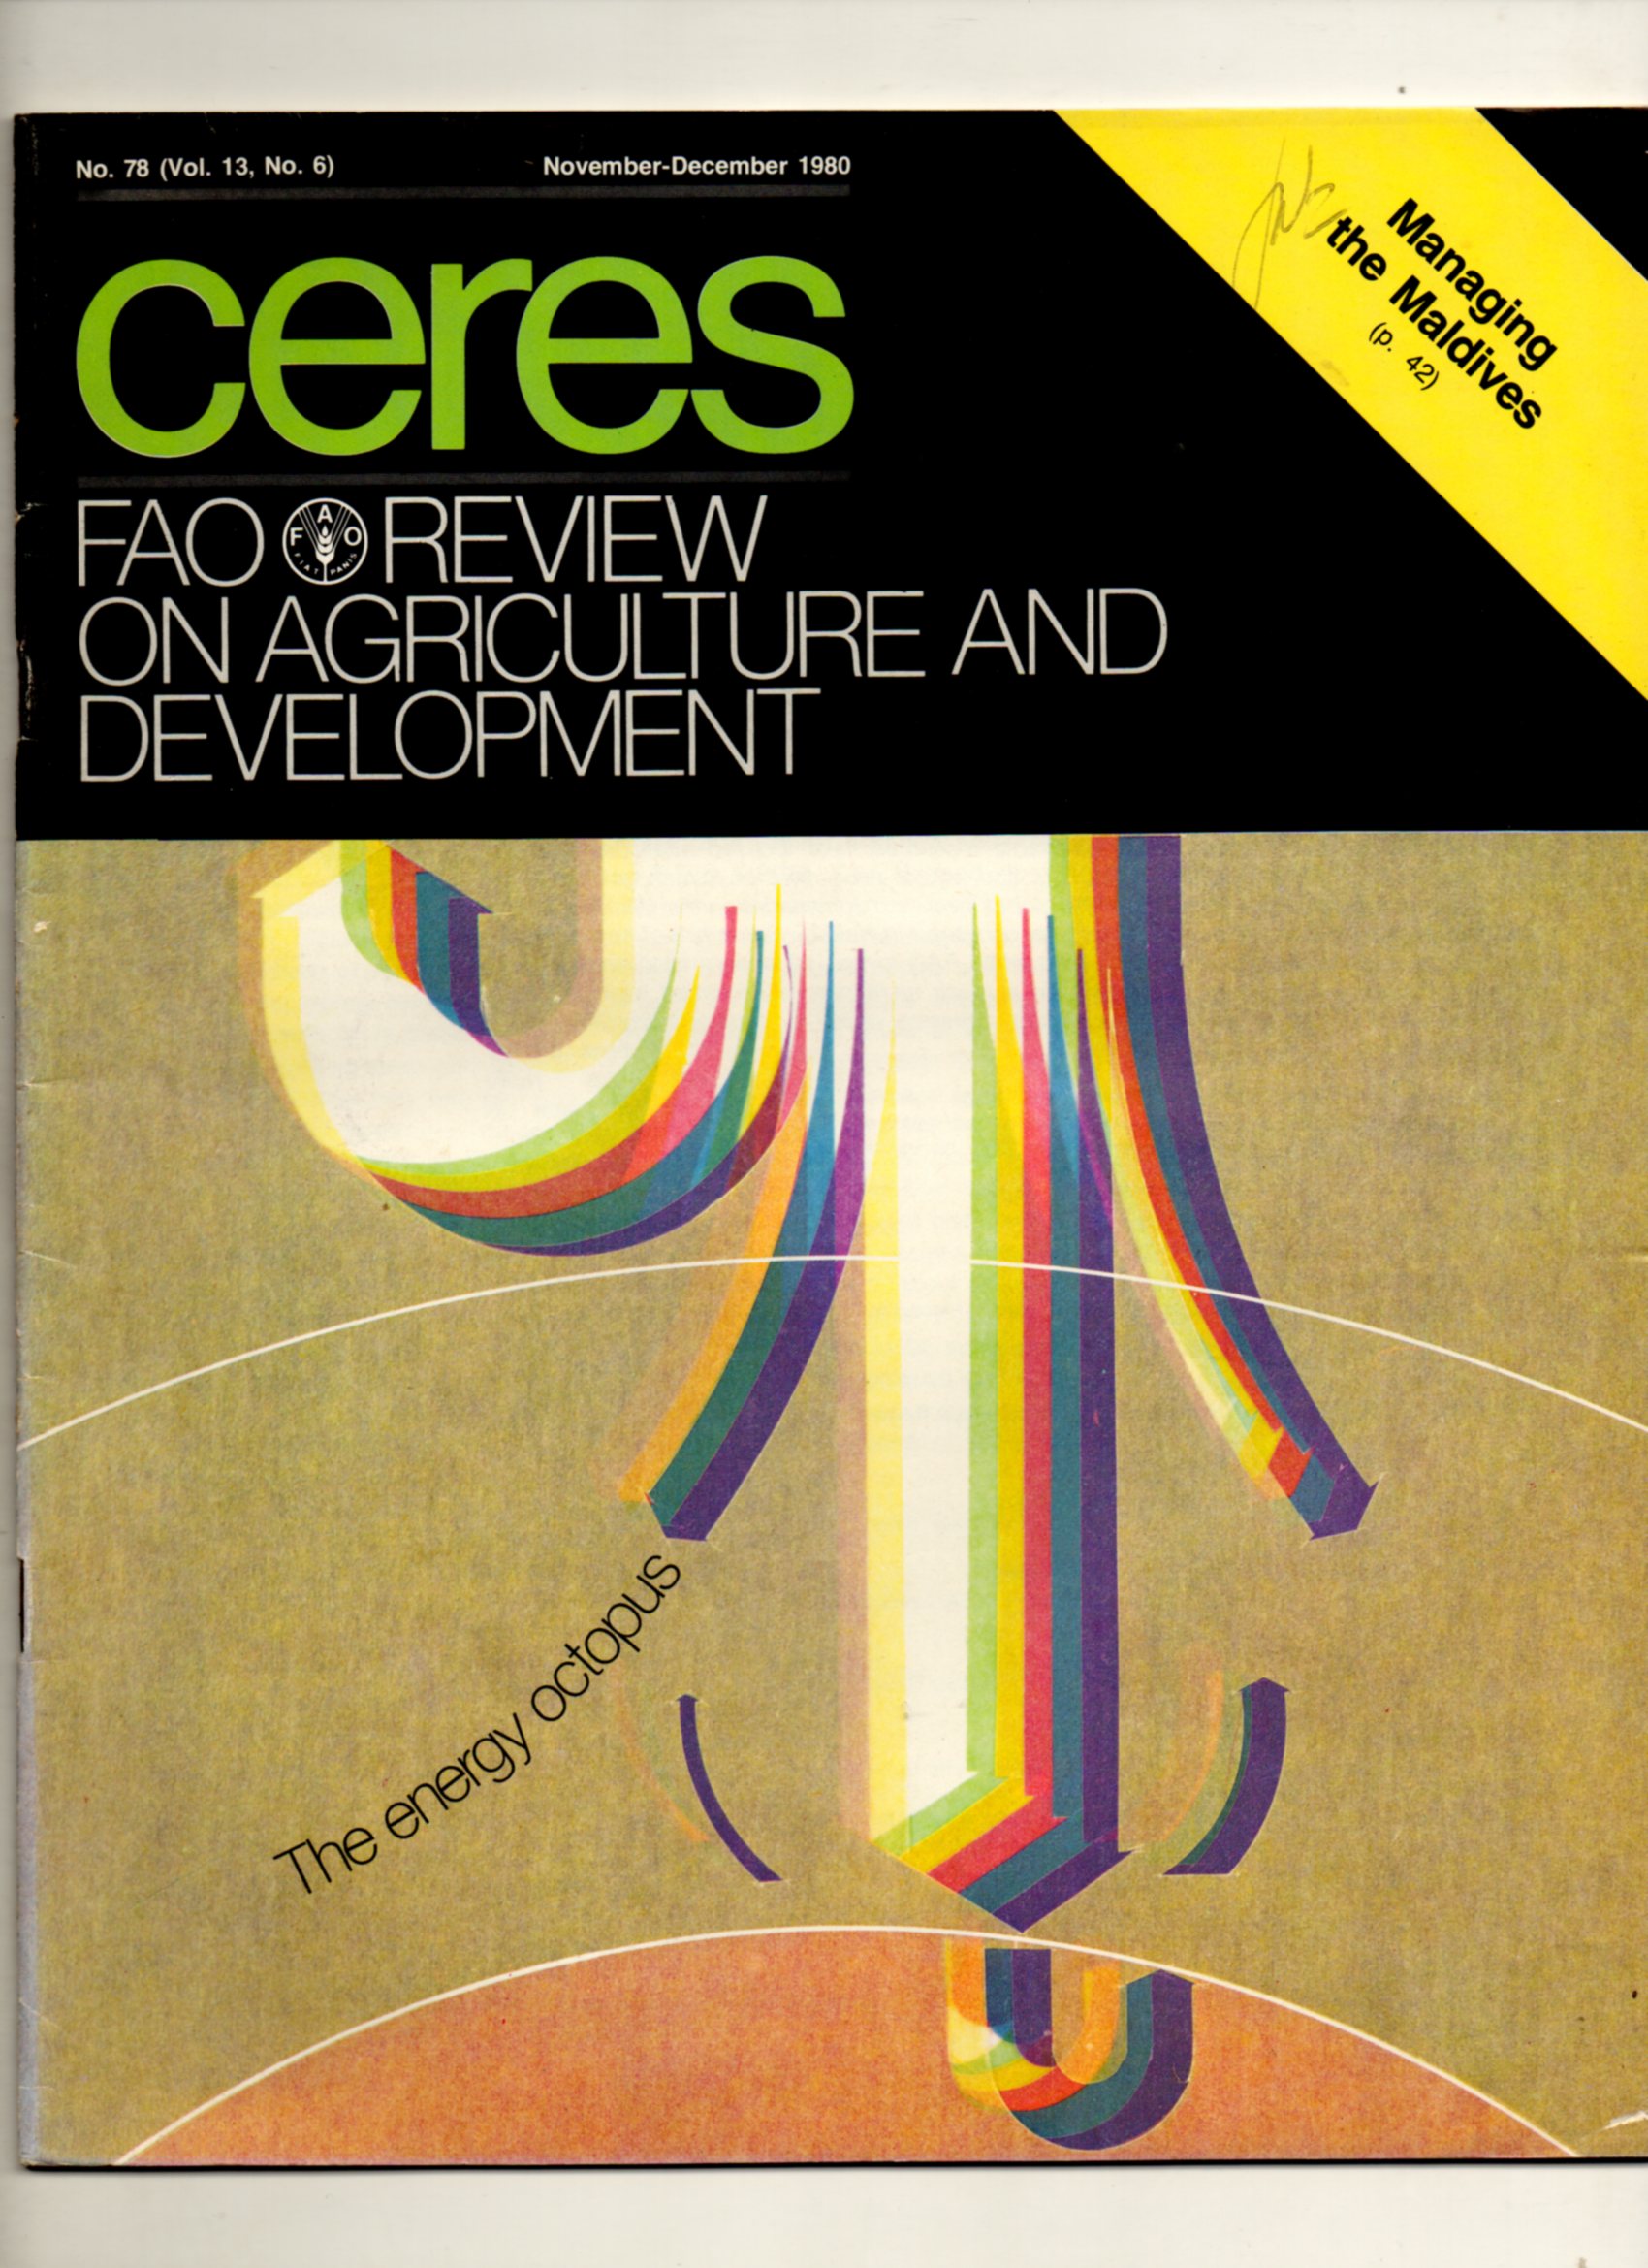 No. 78 (Vol. 13, No. 6) November-December 1980
Managing
the Maldives
(p. 42)
ceres
FAO F A O FIAT PANIS REVIEW
ON AGRICULTURE AND
DEVELOPMENT
The energy octopus